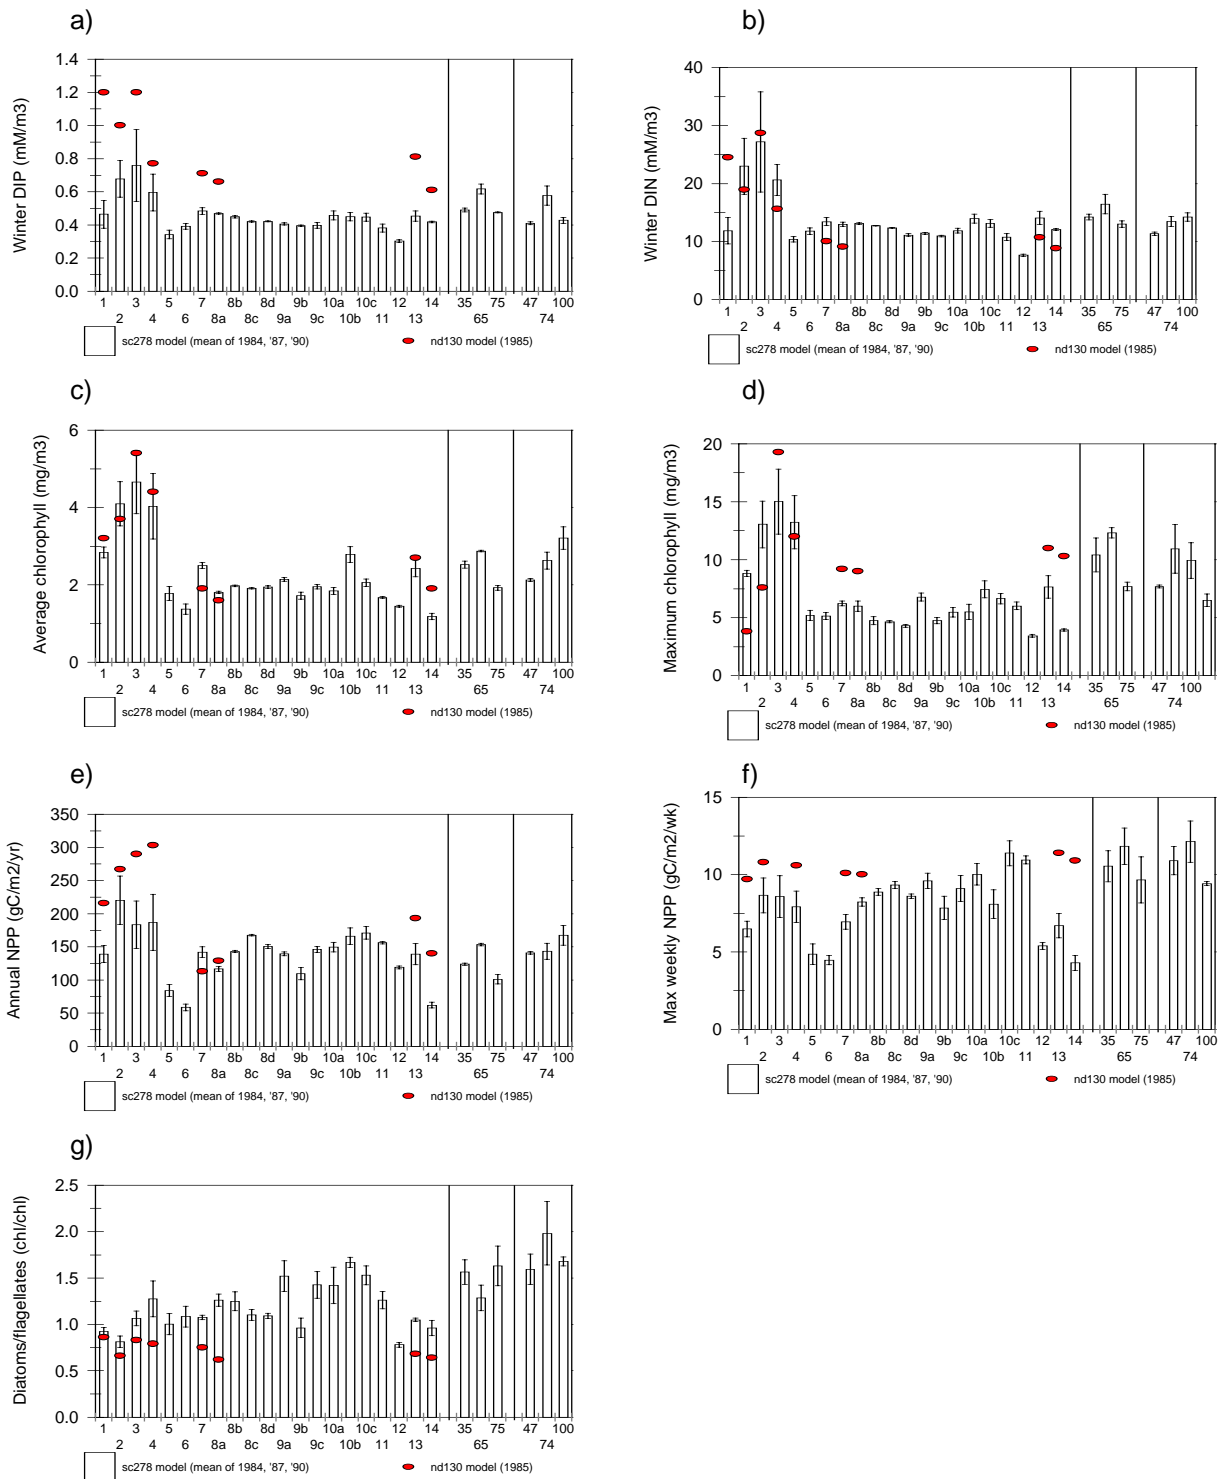 a)
Winter DIP (mM/m3)
1.4
1.2
1.0
0.8
0.6
0.4
0.2
0.0
1 3 5 7 8b 8d 9b 10a 10c 12 14 35 75 47 100
2 4 6 8a 8c 9a 9c 10b 11 13 65 74
sc278 model (mean of 1984, '87, '90) nd130 model (1985)
b)
Winter DIN (mM/m3)
40
30
20
10
0
1 3 5 7 8b 8d 9b 10a 10c 12 14 35 75 47 100
2 4 6 8a 8c 9a 9c 10b 11 13 65 74
sc278 model (mean of 1984, '87, '90) nd130 model (1985)
c)
Average chlorophyll (mg/m3)
6
4
2
0
1 3 5 7 8b 8d 9b 10a 10c 12 14 35 75 47 100
2 4 6 8a 8c 9a 9c 10b 11 13 65 74
sc278 model (mean of 1984, '87, '90) nd130 model (1985)
d)
Maximum chlorophyll (mg/m3)
20
15
10
5
0
1 3 5 7 8b 8d 9b 10a 10c 12 14 35 75 47 100
2 4 6 8a 8c 9a 9c 10b 11 13 65 74
sc278 model (mean of 1984, '87, '90) nd130 model (1985)
e)
Annual NPP (gC/m2/yr)
350
300
250
200
150
100
50
0
1 3 5 7 8b 8d 9b 10a 10c 12 14 35 75 47 100
2 4 6 8a 8c 9a 9c 10b 11 13 65 74
sc278 model (mean of 1984, '87, '90) nd130 model (1985)
f)
Max weekly NPP (gC/m2/wk)
15
10
5
0
1 3 5 7 8b 8d 9b 10a 10c 12 14 35 75 47 100
2 4 6 8a 8c 9a 9c 10b 11 13 65 74
sc278 model (mean of 1984, '87, '90) nd130 model (1985)
g)
Diatoms/flagellates (chl/chl)
2.5
2.0
1.5
1.0
0.5
0.0
1 3 5 7 8b 8d 9b 10a 10c 12 14 35 75 47 100
2 4 6 8a 8c 9a 9c 10b 11 13 65 74
sc278 model (mean of 1984, '87, '90) nd130 model (1985)